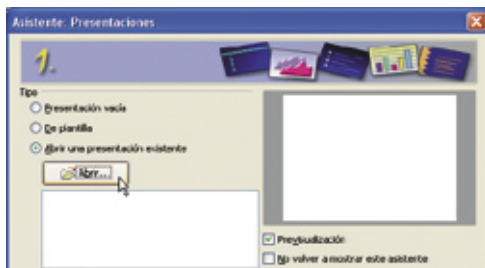 Asistente: Presentaciones
1.
Tipo
Presentación vacía
De plantilla
Abrir una presentación existente
Abrir...
Previsualización
No volver a mostrar este asistente